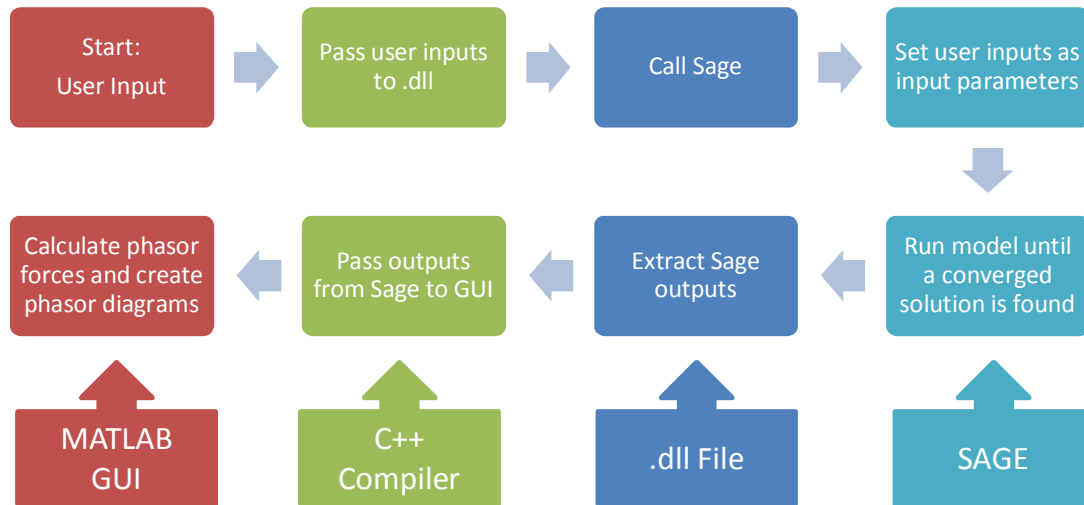 Start:
User Input
Pass user inputs
to .dll
Call Sage
Set user inputs as
input parameters
Run model until
a converged
solution is found
Extract Sage
outputs
Pass outputs
from Sage to GUI
Calculate phasor
forces and create
phasor diagrams
MATLAB
GUI
C++
Compiler
.dll File
SAGE